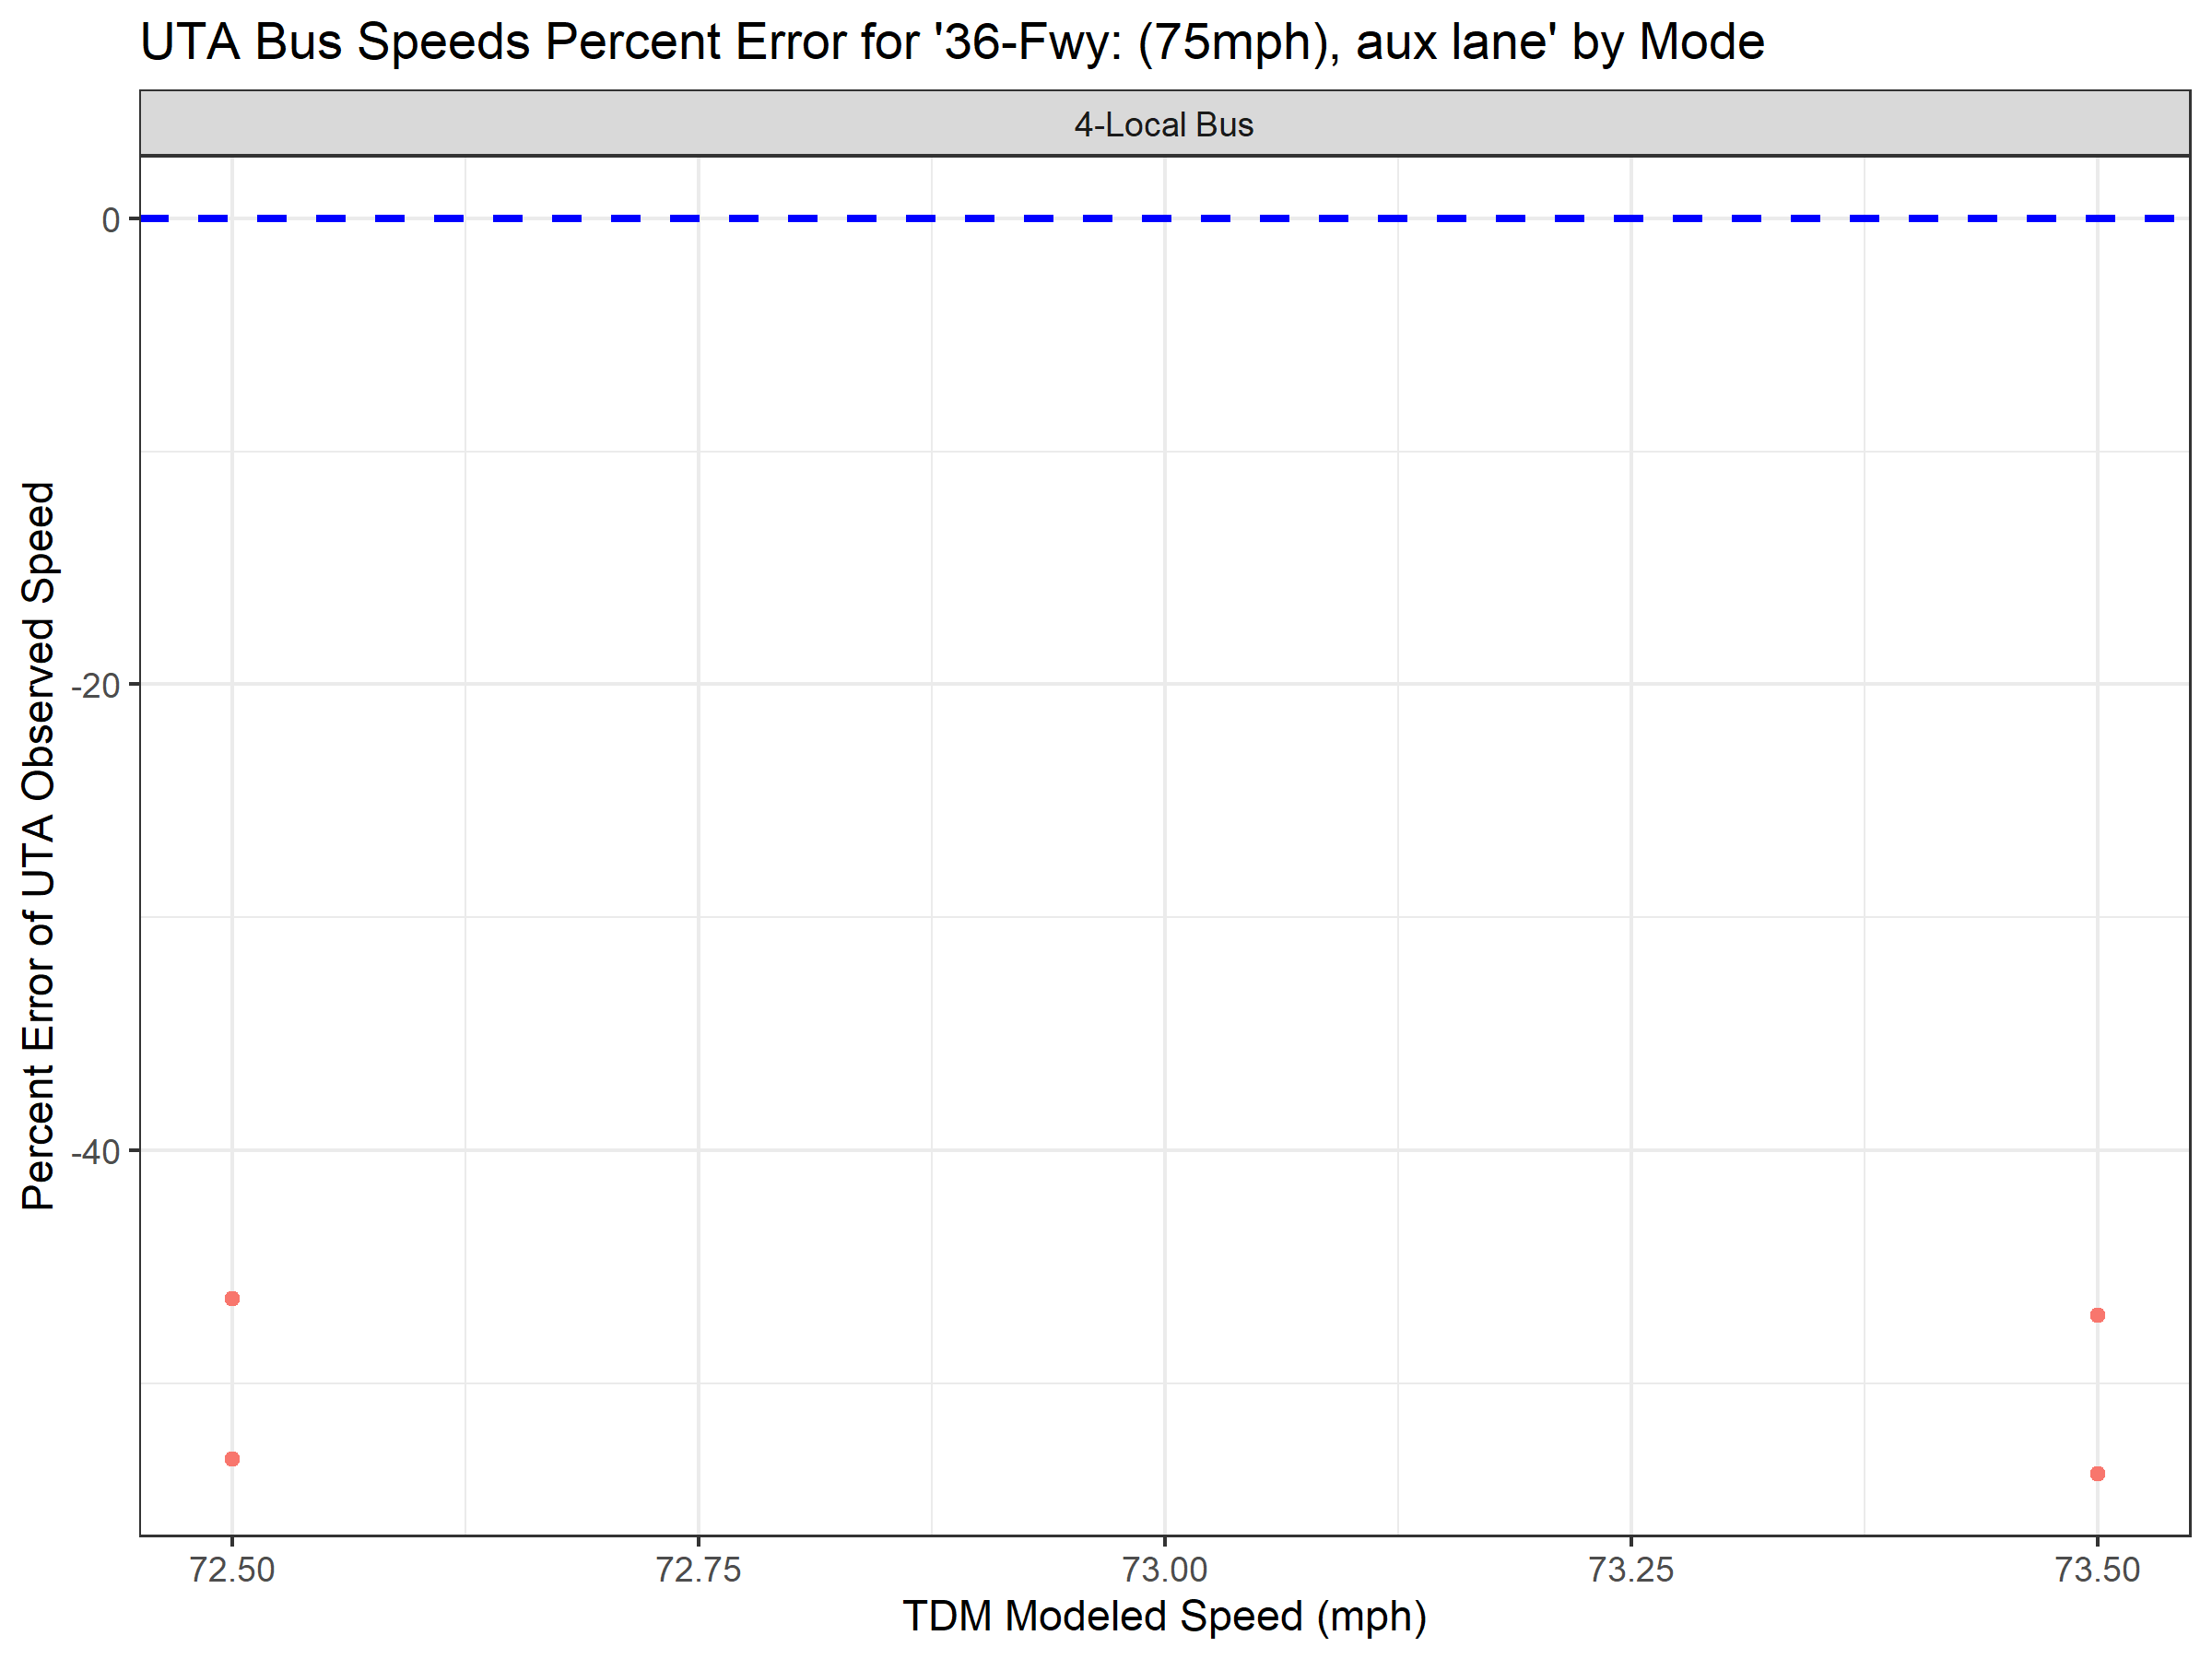 UTA Bus Speeds Percent Error for '36-Fwy: (75mph), aux lane' by Mode
4-Local Bus
Percent Error of UTA Observed Speed
0
-20
-40
72.50 72.75 73.00 73.25 73.50
TDM Modeled Speed (mph)